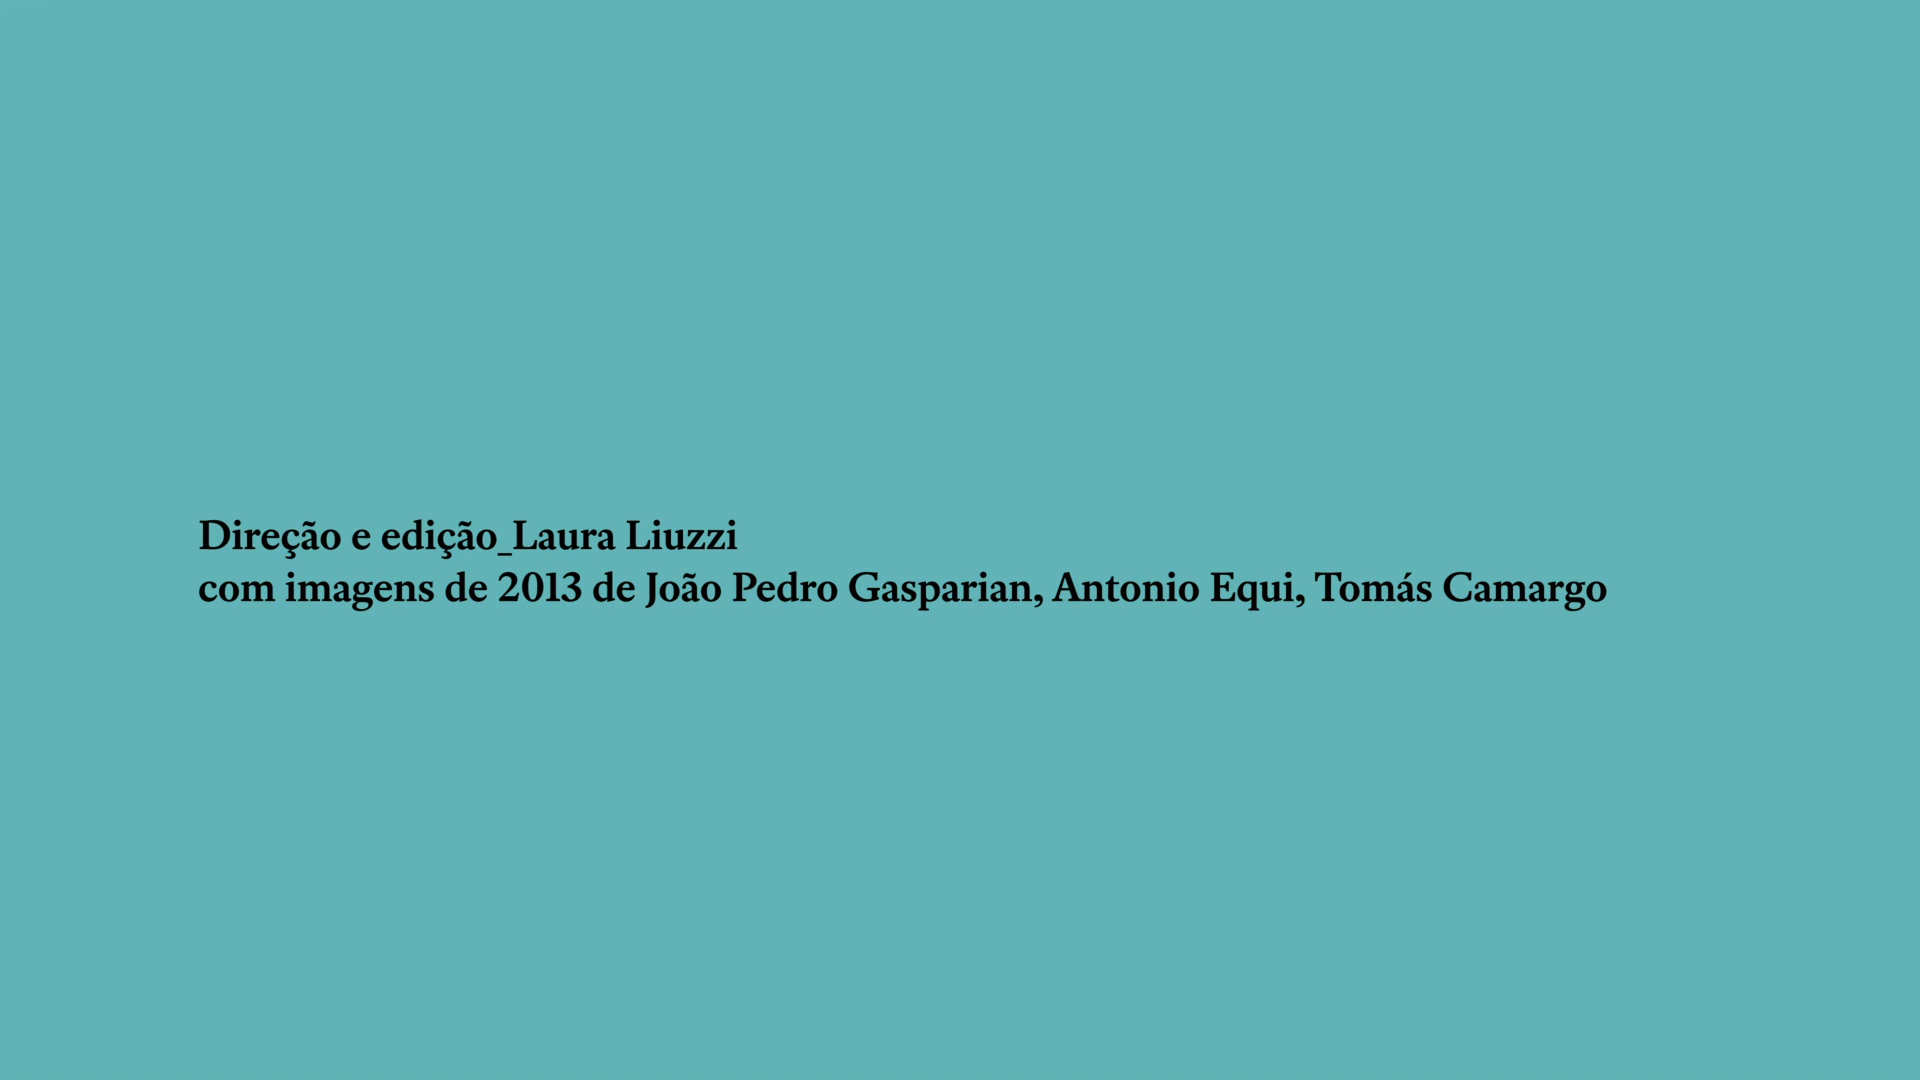 Direção e edição_Laura Liuzzi
com imagens de 2013 de João Pedro Gasparian, Antonio Equi, Tomás Camargo